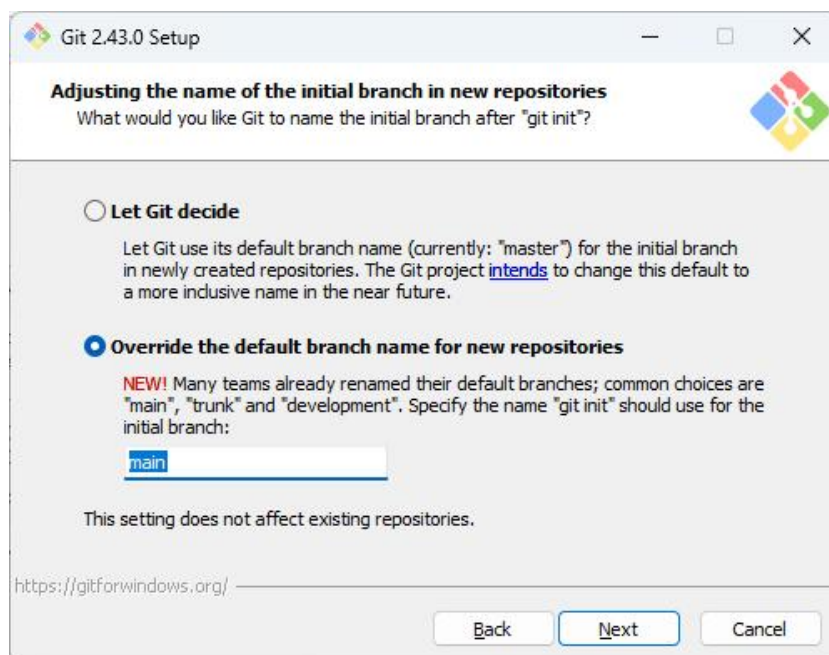 Git 2.43.0 Setup
Adjusting the name of the initial branch in new repositories
What would you like Git to name the initial branch after "git init"?
Let Git decide
Let Git use its default branch name (currently: "master") for the initial branch
in newly created repositories. The Git project intends to change this default to
a more inclusive name in the near future.
Override the default branch name for new repositories
NEW! Many teams already renamed their default branches; common choices are
"main", "trunk" and "development". Specify the name "git init" should use for the
initial branch:
main
This setting does not affect existing repositories.
https://gitforwindows.org/
Back Next Cancel